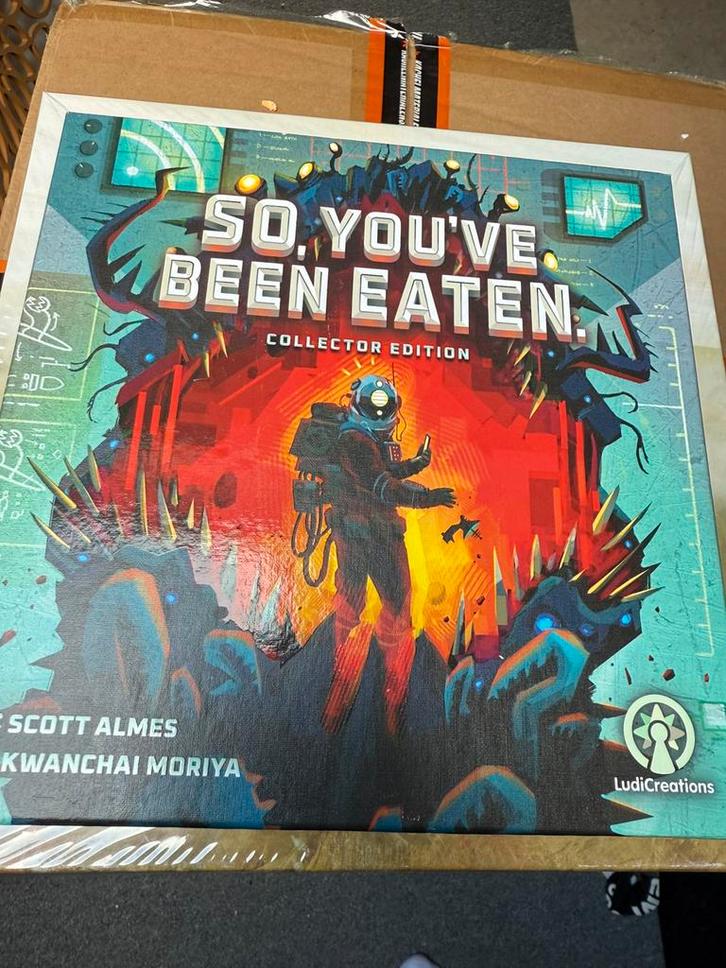 SO, YOU'VE
BEEN EATEN.
COLLECTOR EDITION
SCOTT ALMES
KWANCHAI MORIYA
LudiCreations